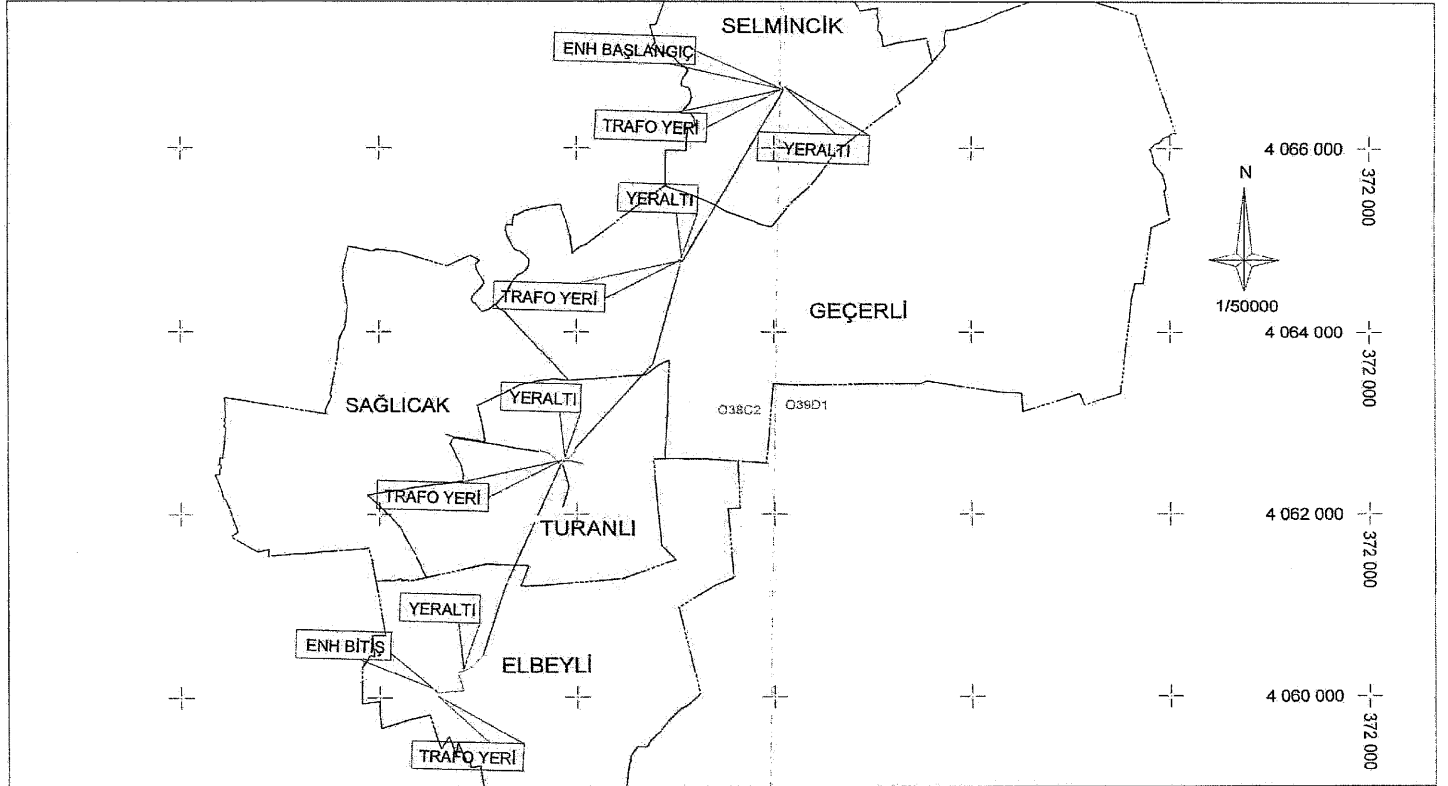 SELMİNCİK
ENH BAŞLANGIÇ
TRAFO YERİ
YERALTI
4 066 000
372 000
N
1/50000
YERALTI
TRAFO YERİ
GEÇERLİ
4 064 000
372 000
SAĞLICAK
YERALTI
O38C2
O39D1
TRAFO YERİ
TURANLI
4 062 000
372 000
YERALTI
ENH BİTİŞ
ELBEYLİ
4 060 000
372 000
TRAFO YERİ